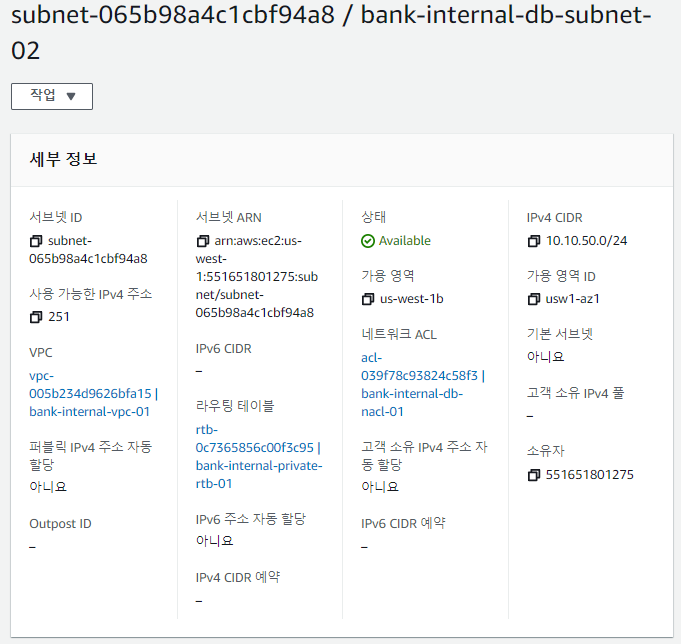 subnet-065b98a4c1cbf94a8 / bank-internal-db-subnet-
02
작업 ▼
세부 정보
서브넷 ID
subnet-
065b98a4c1cbf94a8
사용 가능한 IPv4 주소
251
VPC
vpc-
005b234d9626bfa15 |
bank-internal-vpc-01
퍼블릭 IPv4 주소 자동
할당
아니요
Outpost ID
–
서브넷 ARN
arn:aws:ec2:us-
west-
1:551651801275:sub
net/subnet-
065b98a4c1cbf94a8
IPv6 CIDR
–
라우팅 테이블
rtb-
0c7365856c00f3c95 |
bank-internal-private-
rtb-01
IPv6 주소 자동 할당
아니요
IPv4 CIDR 예약
–
상태
Available
가용 영역
us-west-1b
네트워크 ACL
acl-
039f78c93824c58f3 |
bank-internal-db-
nacl-01
고객 소유 IPv4 주소 자
동 할당
아니요
IPv6 CIDR 예약
–
IPv4 CIDR
10.10.50.0/24
가용 영역 ID
usw1-az1
기본 서브넷
아니요
고객 소유 IPv4 풀
–
소유자
551651801275